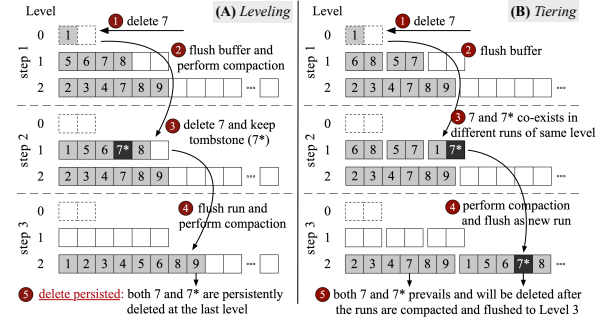 Level
(A) Leveling
1 delete 7
step 1
0 1
2 flush buffer and
perform compaction
1 5 6 7 8
2 2 3 4 7 8 9 ...
step 2
0
3 delete 7 and keep
tombstone (7*)
1 1 5 6 7* 8
2 2 3 4 7 8 9 ...
step 3
0
4 flush run and
perform compaction
1
2 1 2 3 4 5 6 8 9 ...
5 delete persisted: both 7 and 7* are persistently
deleted at the last level
Level
(B) Tiering
1 delete 7
step 1
0 1
2 flush buffer
1 6 8 5 7
2 2 3 4 7 8 9 ...
step 2
0
3 7 and 7* co-exists in
different runs of same level
1 6 8 5 7 1 7*
2 2 3 4 7 8 9 ...
step 3
0
4 perform compaction
and flush as new run
1
2 2 3 4 7 8 9 1 5 6 7* 8 ...
5 both 7 and 7* prevails and will be deleted after
the runs are compacted and flushed to Level 3